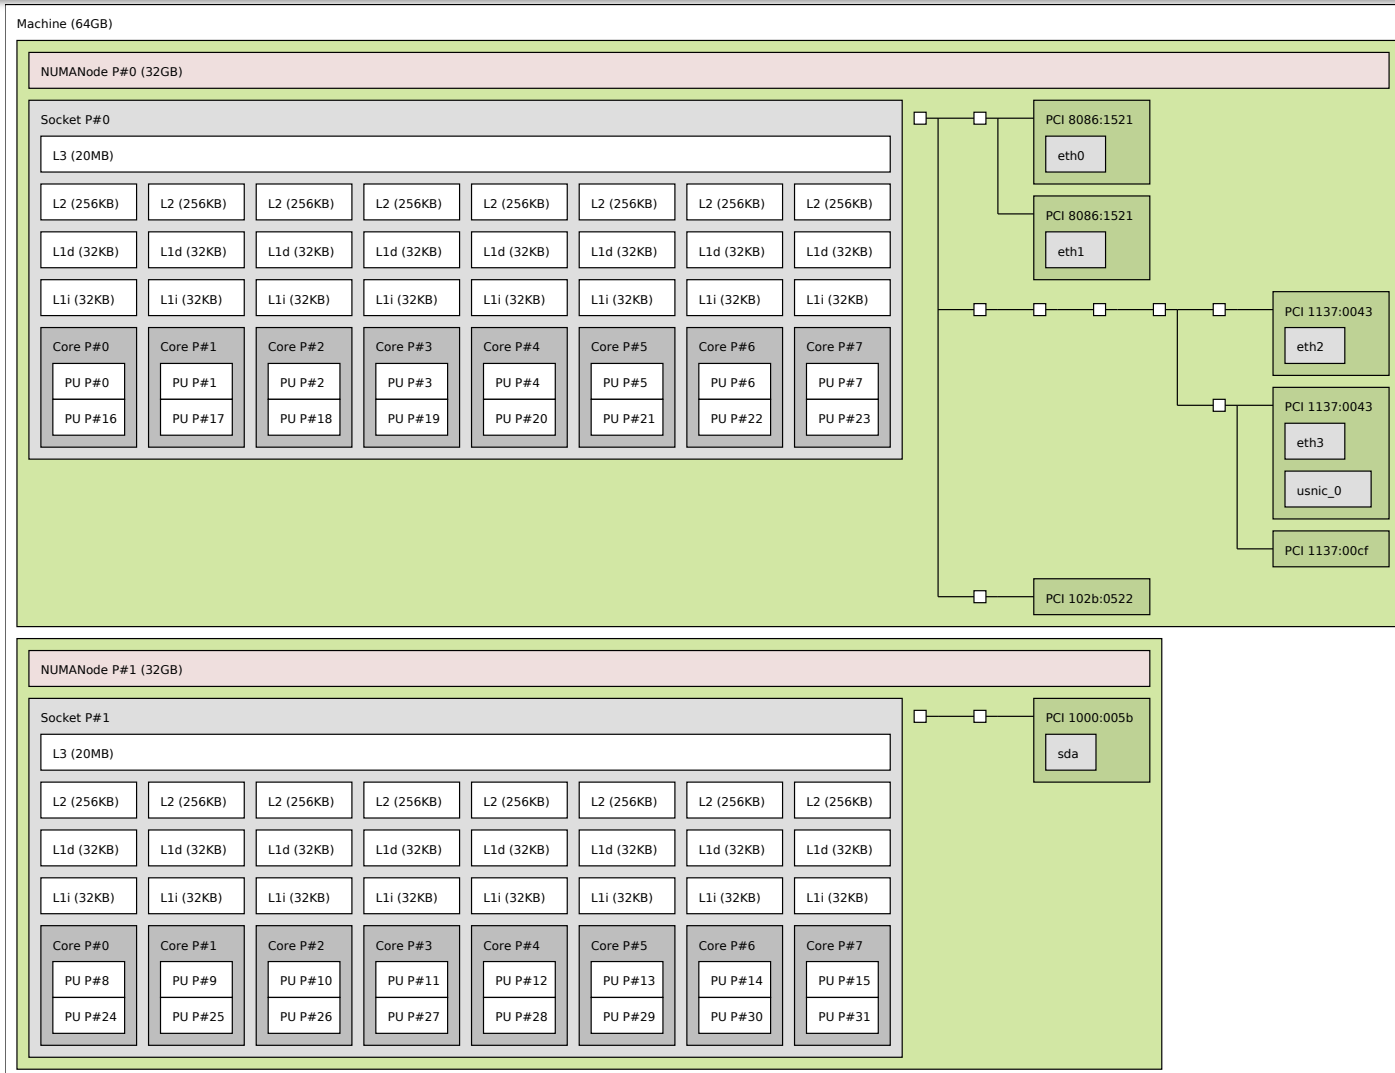 Machine (64GB)
NUMANode P#0 (32GB)
Socket P#0
L3 (20MB)
L2 (256KB) L2 (256KB) L2 (256KB) L2 (256KB) L2 (256KB) L2 (256KB) L2 (256KB) L2 (256KB)
L1d (32KB) L1d (32KB) L1d (32KB) L1d (32KB) L1d (32KB) L1d (32KB) L1d (32KB) L1d (32KB)
L1i (32KB) L1i (32KB) L1i (32KB) L1i (32KB) L1i (32KB) L1i (32KB) L1i (32KB) L1i (32KB)
Core P#0 Core P#1 Core P#2 Core P#3 Core P#4 Core P#5 Core P#6 Core P#7
PU P#0 PU P#1 PU P#2 PU P#3 PU P#4 PU P#5 PU P#6 PU P#7
PU P#16 PU P#17 PU P#18 PU P#19 PU P#20 PU P#21 PU P#22 PU P#23
PCI 8086:1521
eth0
PCI 8086:1521
eth1
PCI 1137:0043
eth2
PCI 1137:0043
eth3
usnic_0
PCI 1137:00cf
PCI 102b:0522
NUMANode P#1 (32GB)
Socket P#1
L3 (20MB)
L2 (256KB) L2 (256KB) L2 (256KB) L2 (256KB) L2 (256KB) L2 (256KB) L2 (256KB) L2 (256KB)
L1d (32KB) L1d (32KB) L1d (32KB) L1d (32KB) L1d (32KB) L1d (32KB) L1d (32KB) L1d (32KB)
L1i (32KB) L1i (32KB) L1i (32KB) L1i (32KB) L1i (32KB) L1i (32KB) L1i (32KB) L1i (32KB)
Core P#0 Core P#1 Core P#2 Core P#3 Core P#4 Core P#5 Core P#6 Core P#7
PU P#8 PU P#9 PU P#10 PU P#11 PU P#12 PU P#13 PU P#14 PU P#15
PU P#24 PU P#25 PU P#26 PU P#27 PU P#28 PU P#29 PU P#30 PU P#31
PCI 1000:005b
sda